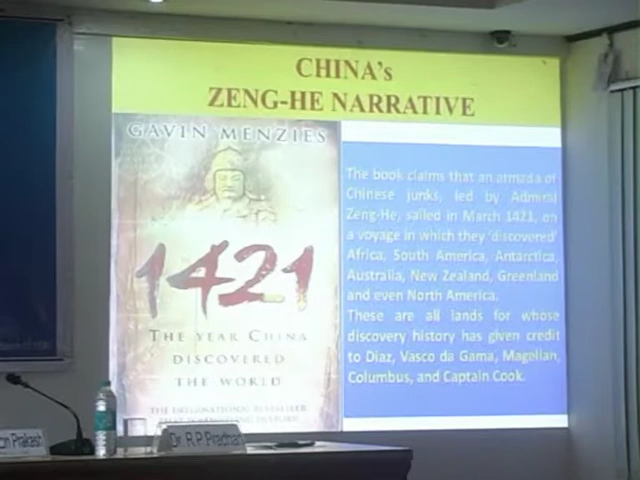 CHINA's
ZENG-HE NARRATIVE
GAVIN MENZIES
1421
THE YEAR CHINA
DISCOVERED
THE WORLD
THE INTERNATIONAL BESTSELLER
The book claims that an armada of
Chinese junks, led by Admiral
Zeng-He, sailed in March 1421, on
a voyage in which they 'discovered'
Africa, South America, Antarctica,
Australia, New Zealand, Greenland
and even North America.
These are all lands for whose
discovery history has given credit
to Diaz, Vasco da Gama, Magellan,
Columbus, and Captain Cook.
Prakash
Dr. R.P. Pradhan